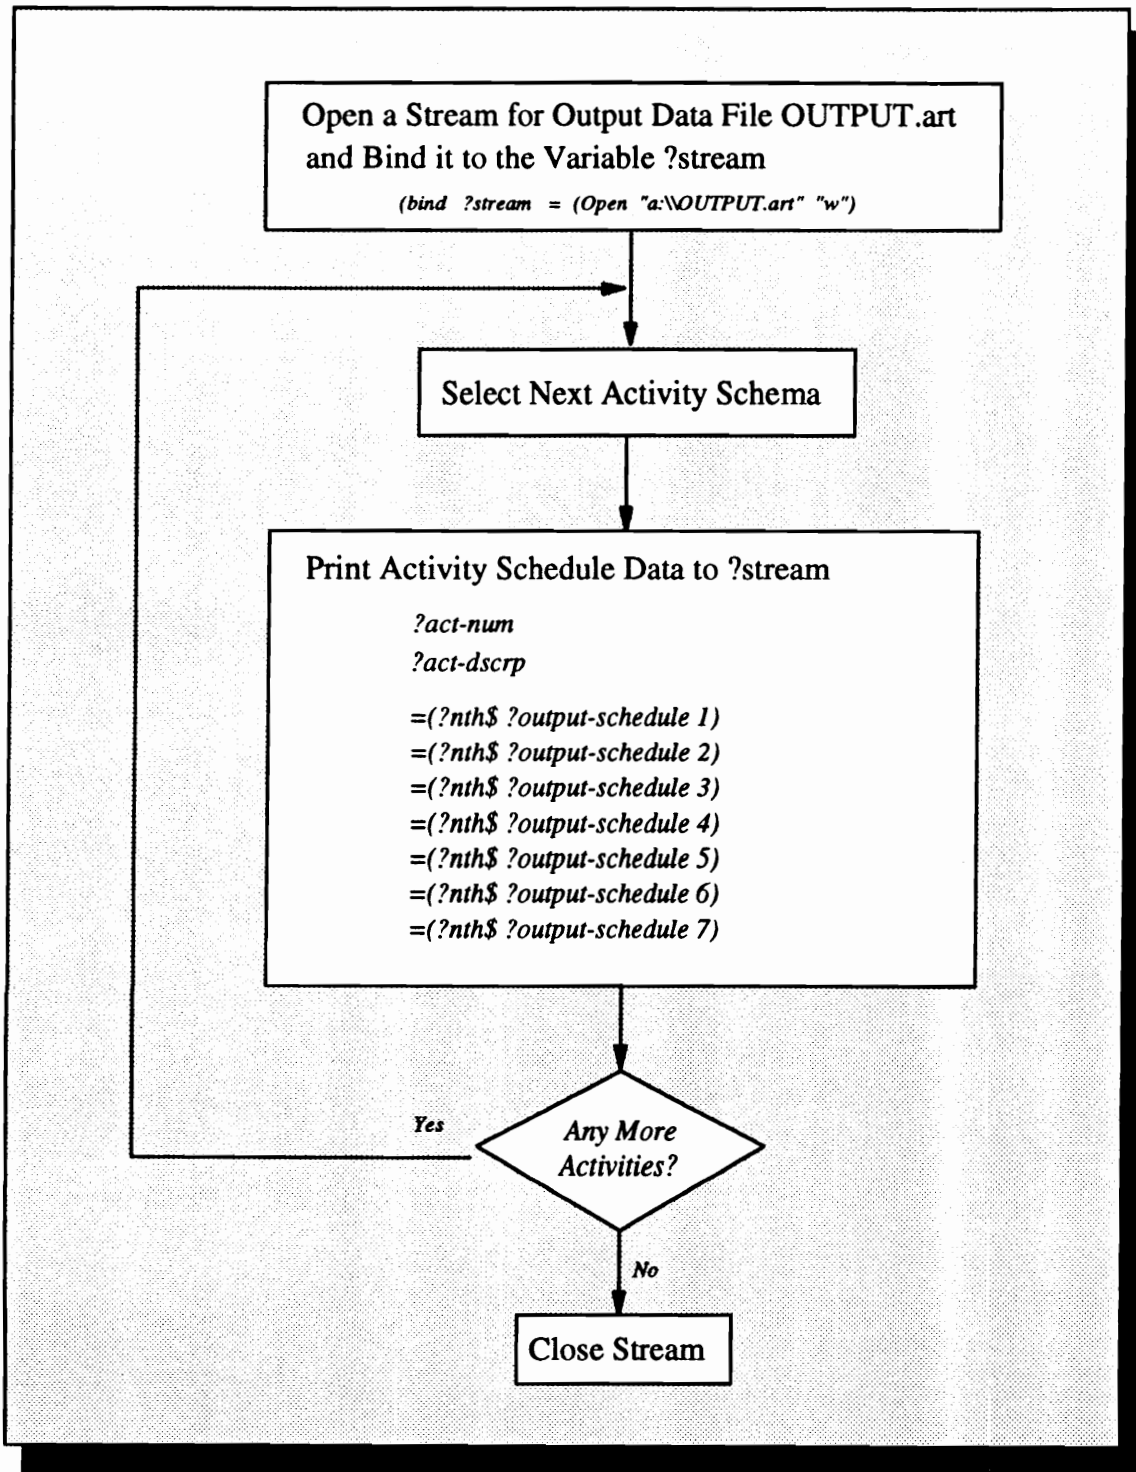 Open a Stream for Output Data File OUTPUT.art
and Bind it to the Variable ?stream
(bind ?stream = (Open "a:\\OUTPUT.art" "w")
Select Next Activity Schema
Print Activity Schedule Data to ?stream
?act-num
?act-dscrp
=(?nth$ ?output-schedule 1)
=(?nth$ ?output-schedule 2)
=(?nth$ ?output-schedule 3)
=(?nth$ ?output-schedule 4)
=(?nth$ ?output-schedule 5)
=(?nth$ ?output-schedule 6)
=(?nth$ ?output-schedule 7)
Yes
Any More
Activities?
No
Close Stream